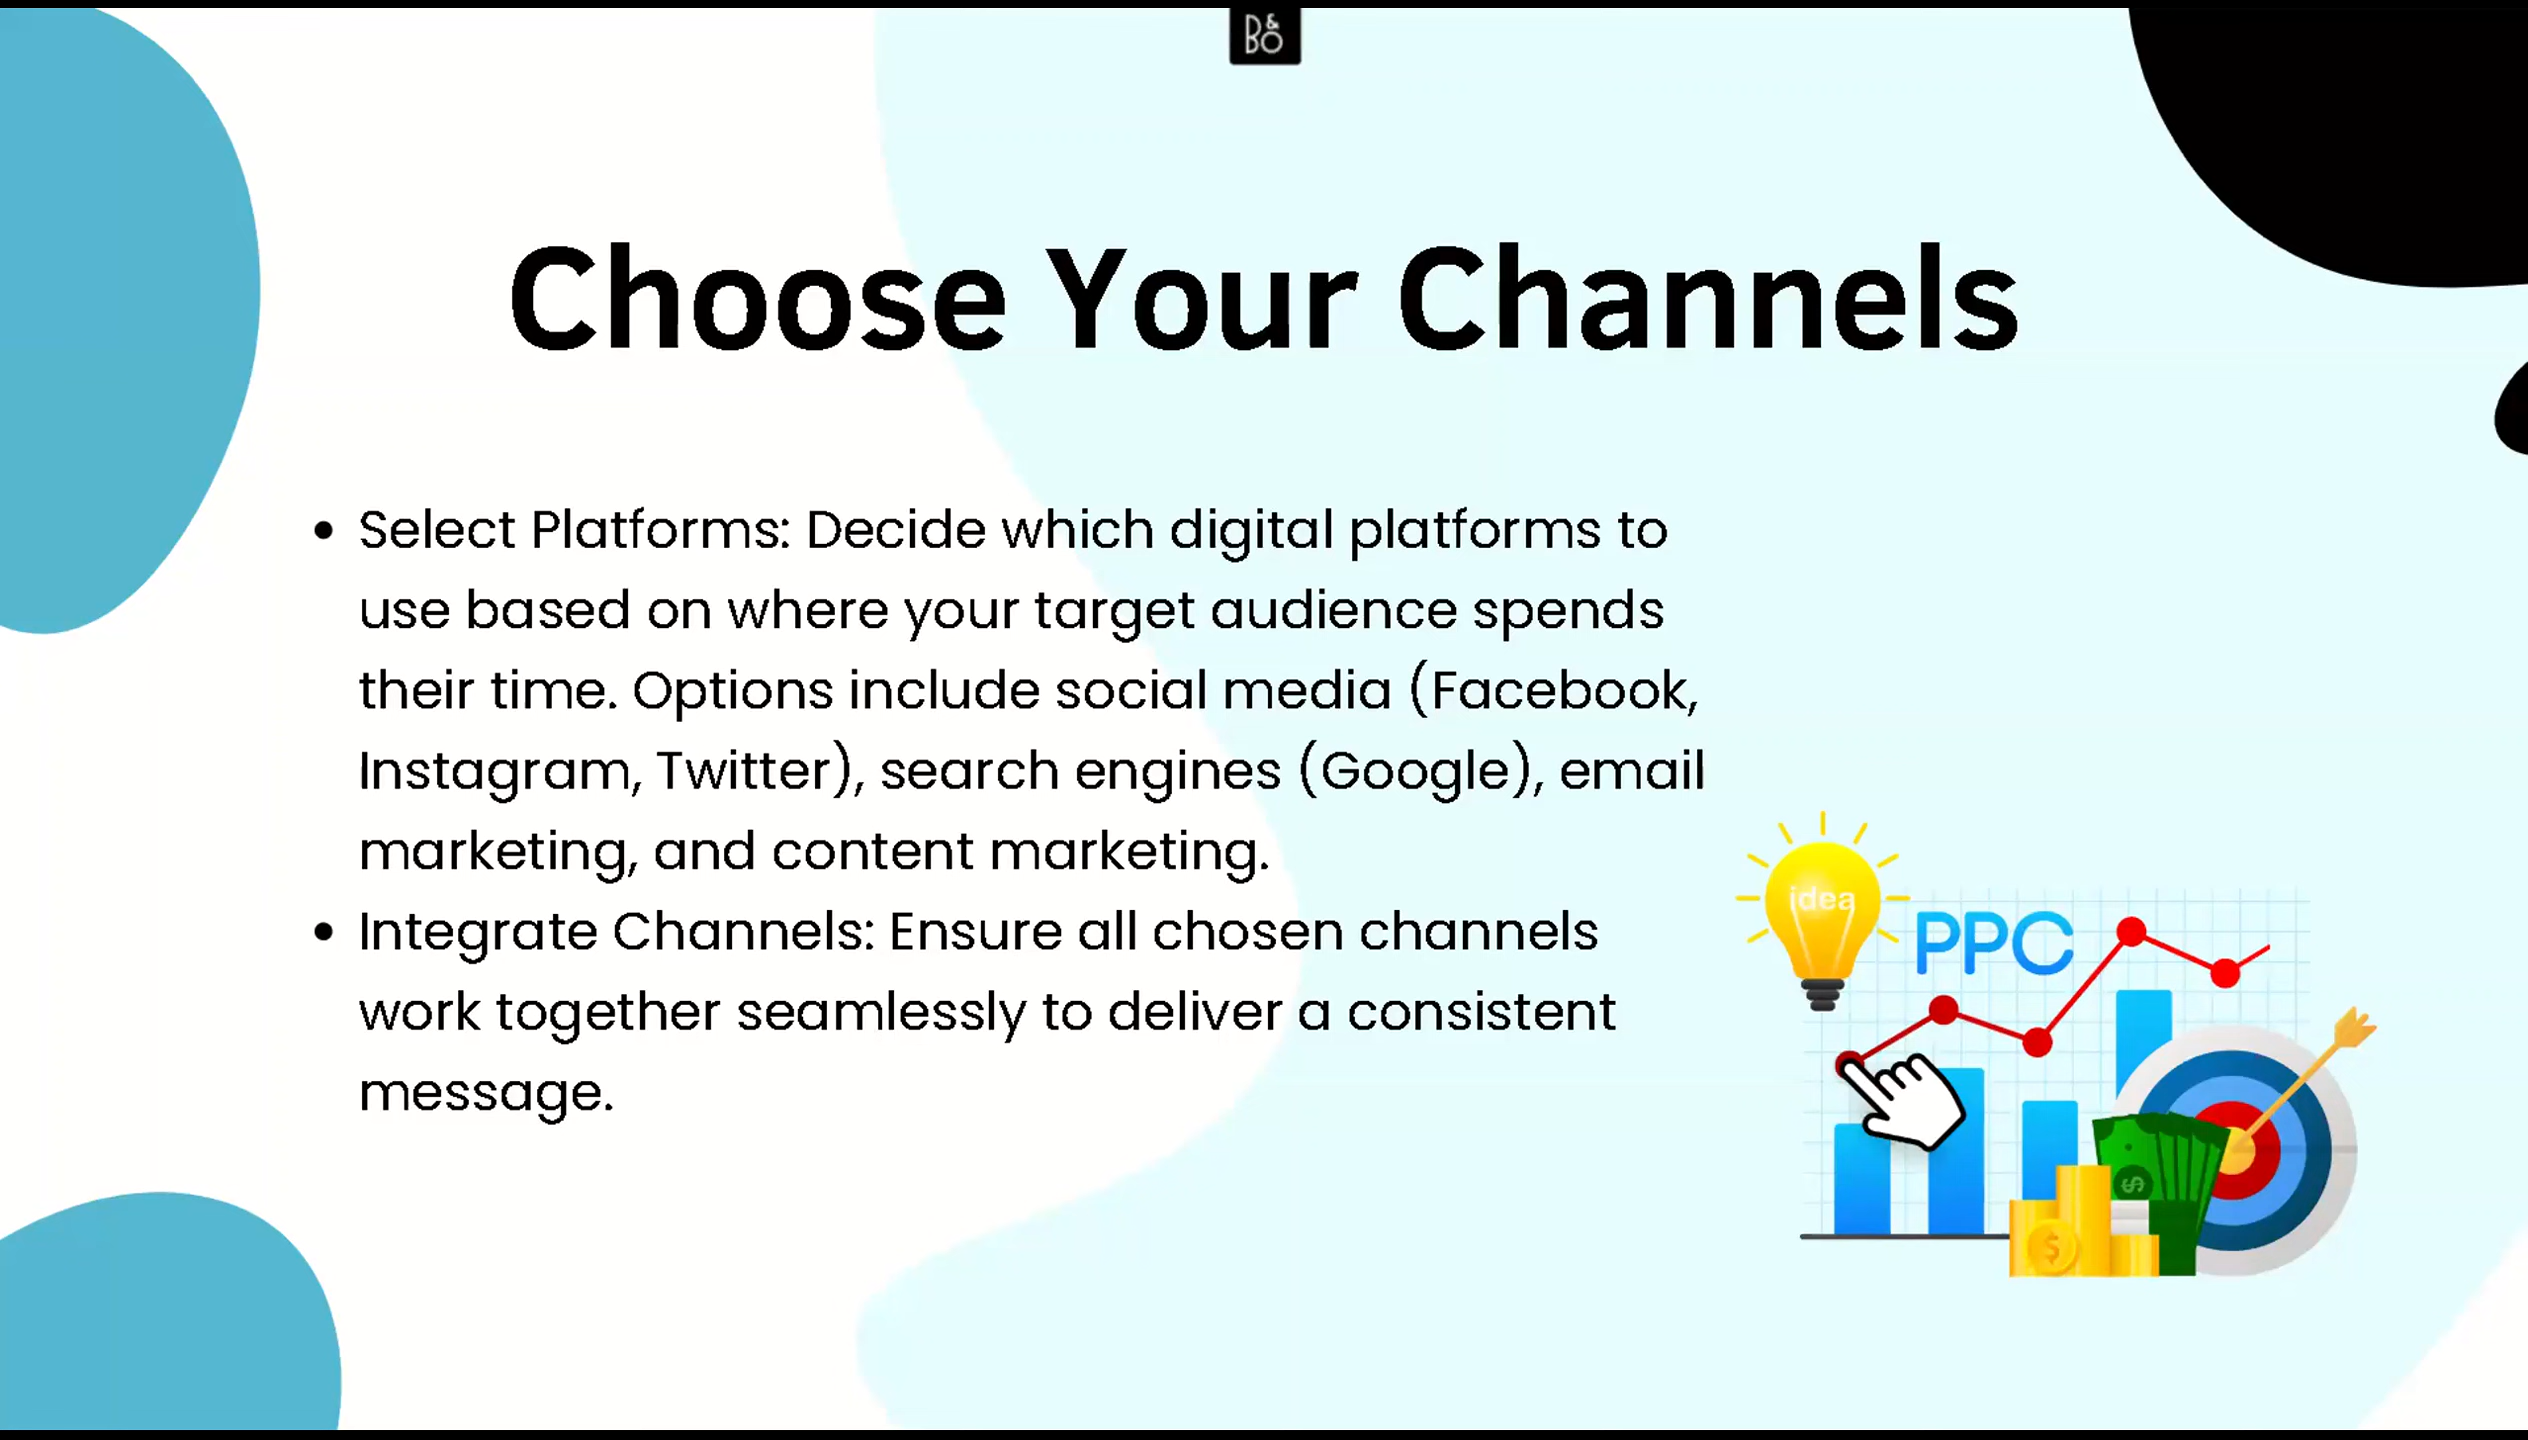 B&O
Choose Your Channels
• Select Platforms: Decide which digital platforms to
use based on where your target audience spends
their time. Options include social media (Facebook,
Instagram, Twitter), search engines (Google), email
marketing, and content marketing.
• Integrate Channels: Ensure all chosen channels
work together seamlessly to deliver a consistent
message.
idea
PPC
$
$